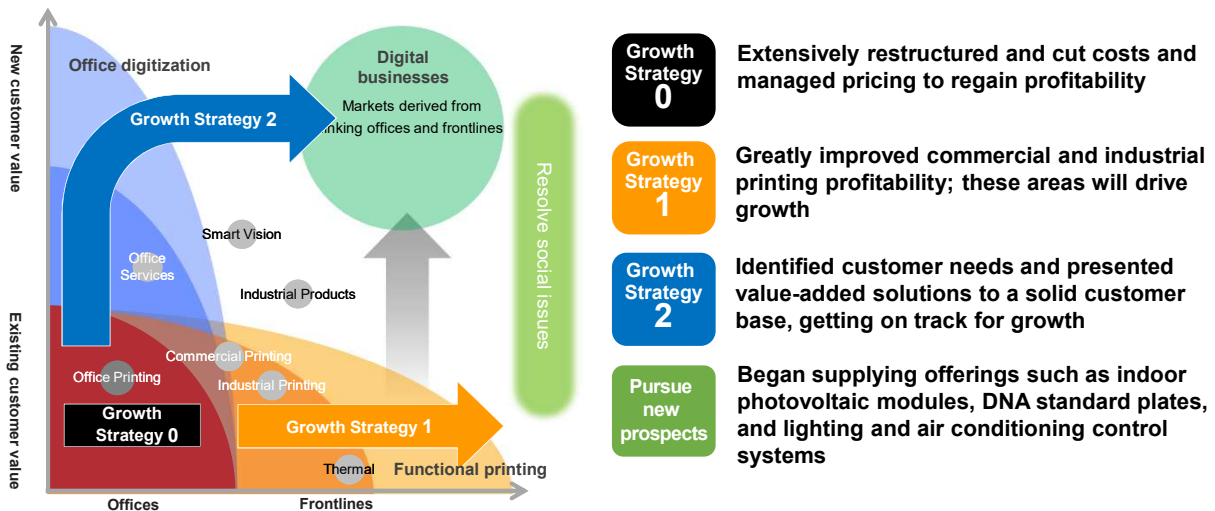 New customer value
Existing customer value
Office digitization
Growth Strategy 2
Digital
businesses
Markets derived from
linking offices and frontlines
Resolve social issues
Smart Vision
Office
Services
Industrial Products
Commercial Printing
Office Printing
Industrial Printing
Growth
Strategy 0
Growth Strategy 1
Thermal
Functional printing
Offices
Frontlines
Growth
Strategy
0
Extensively restructured and cut costs and
managed pricing to regain profitability
Growth
Strategy
1
Greatly improved commercial and industrial
printing profitability; these areas will drive
growth
Growth
Strategy
2
Identified customer needs and presented
value-added solutions to a solid customer
base, getting on track for growth
Pursue
new
prospects
Began supplying offerings such as indoor
photovoltaic modules, DNA standard plates,
and lighting and air conditioning control
systems